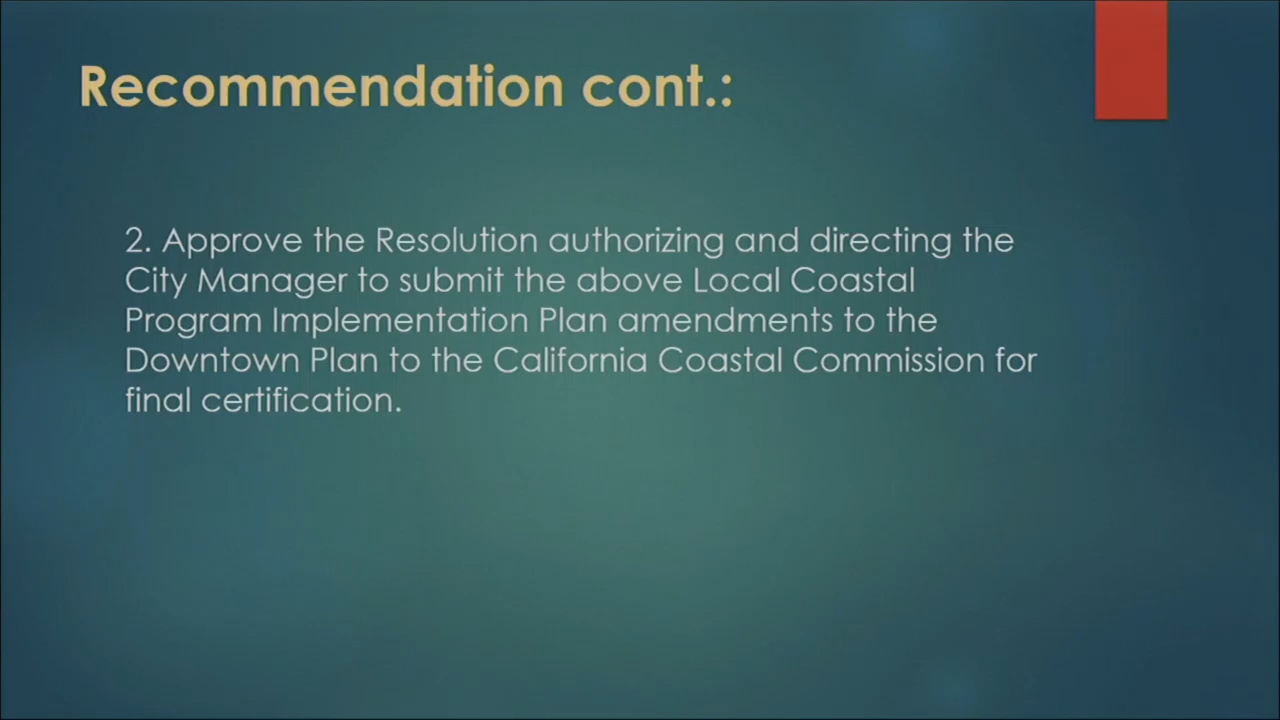 Recommendation cont.:
2. Approve the Resolution authorizing and directing the
City Manager to submit the above Local Coastal
Program Implementation Plan amendments to the
Downtown Plan to the California Coastal Commission for
final certification.